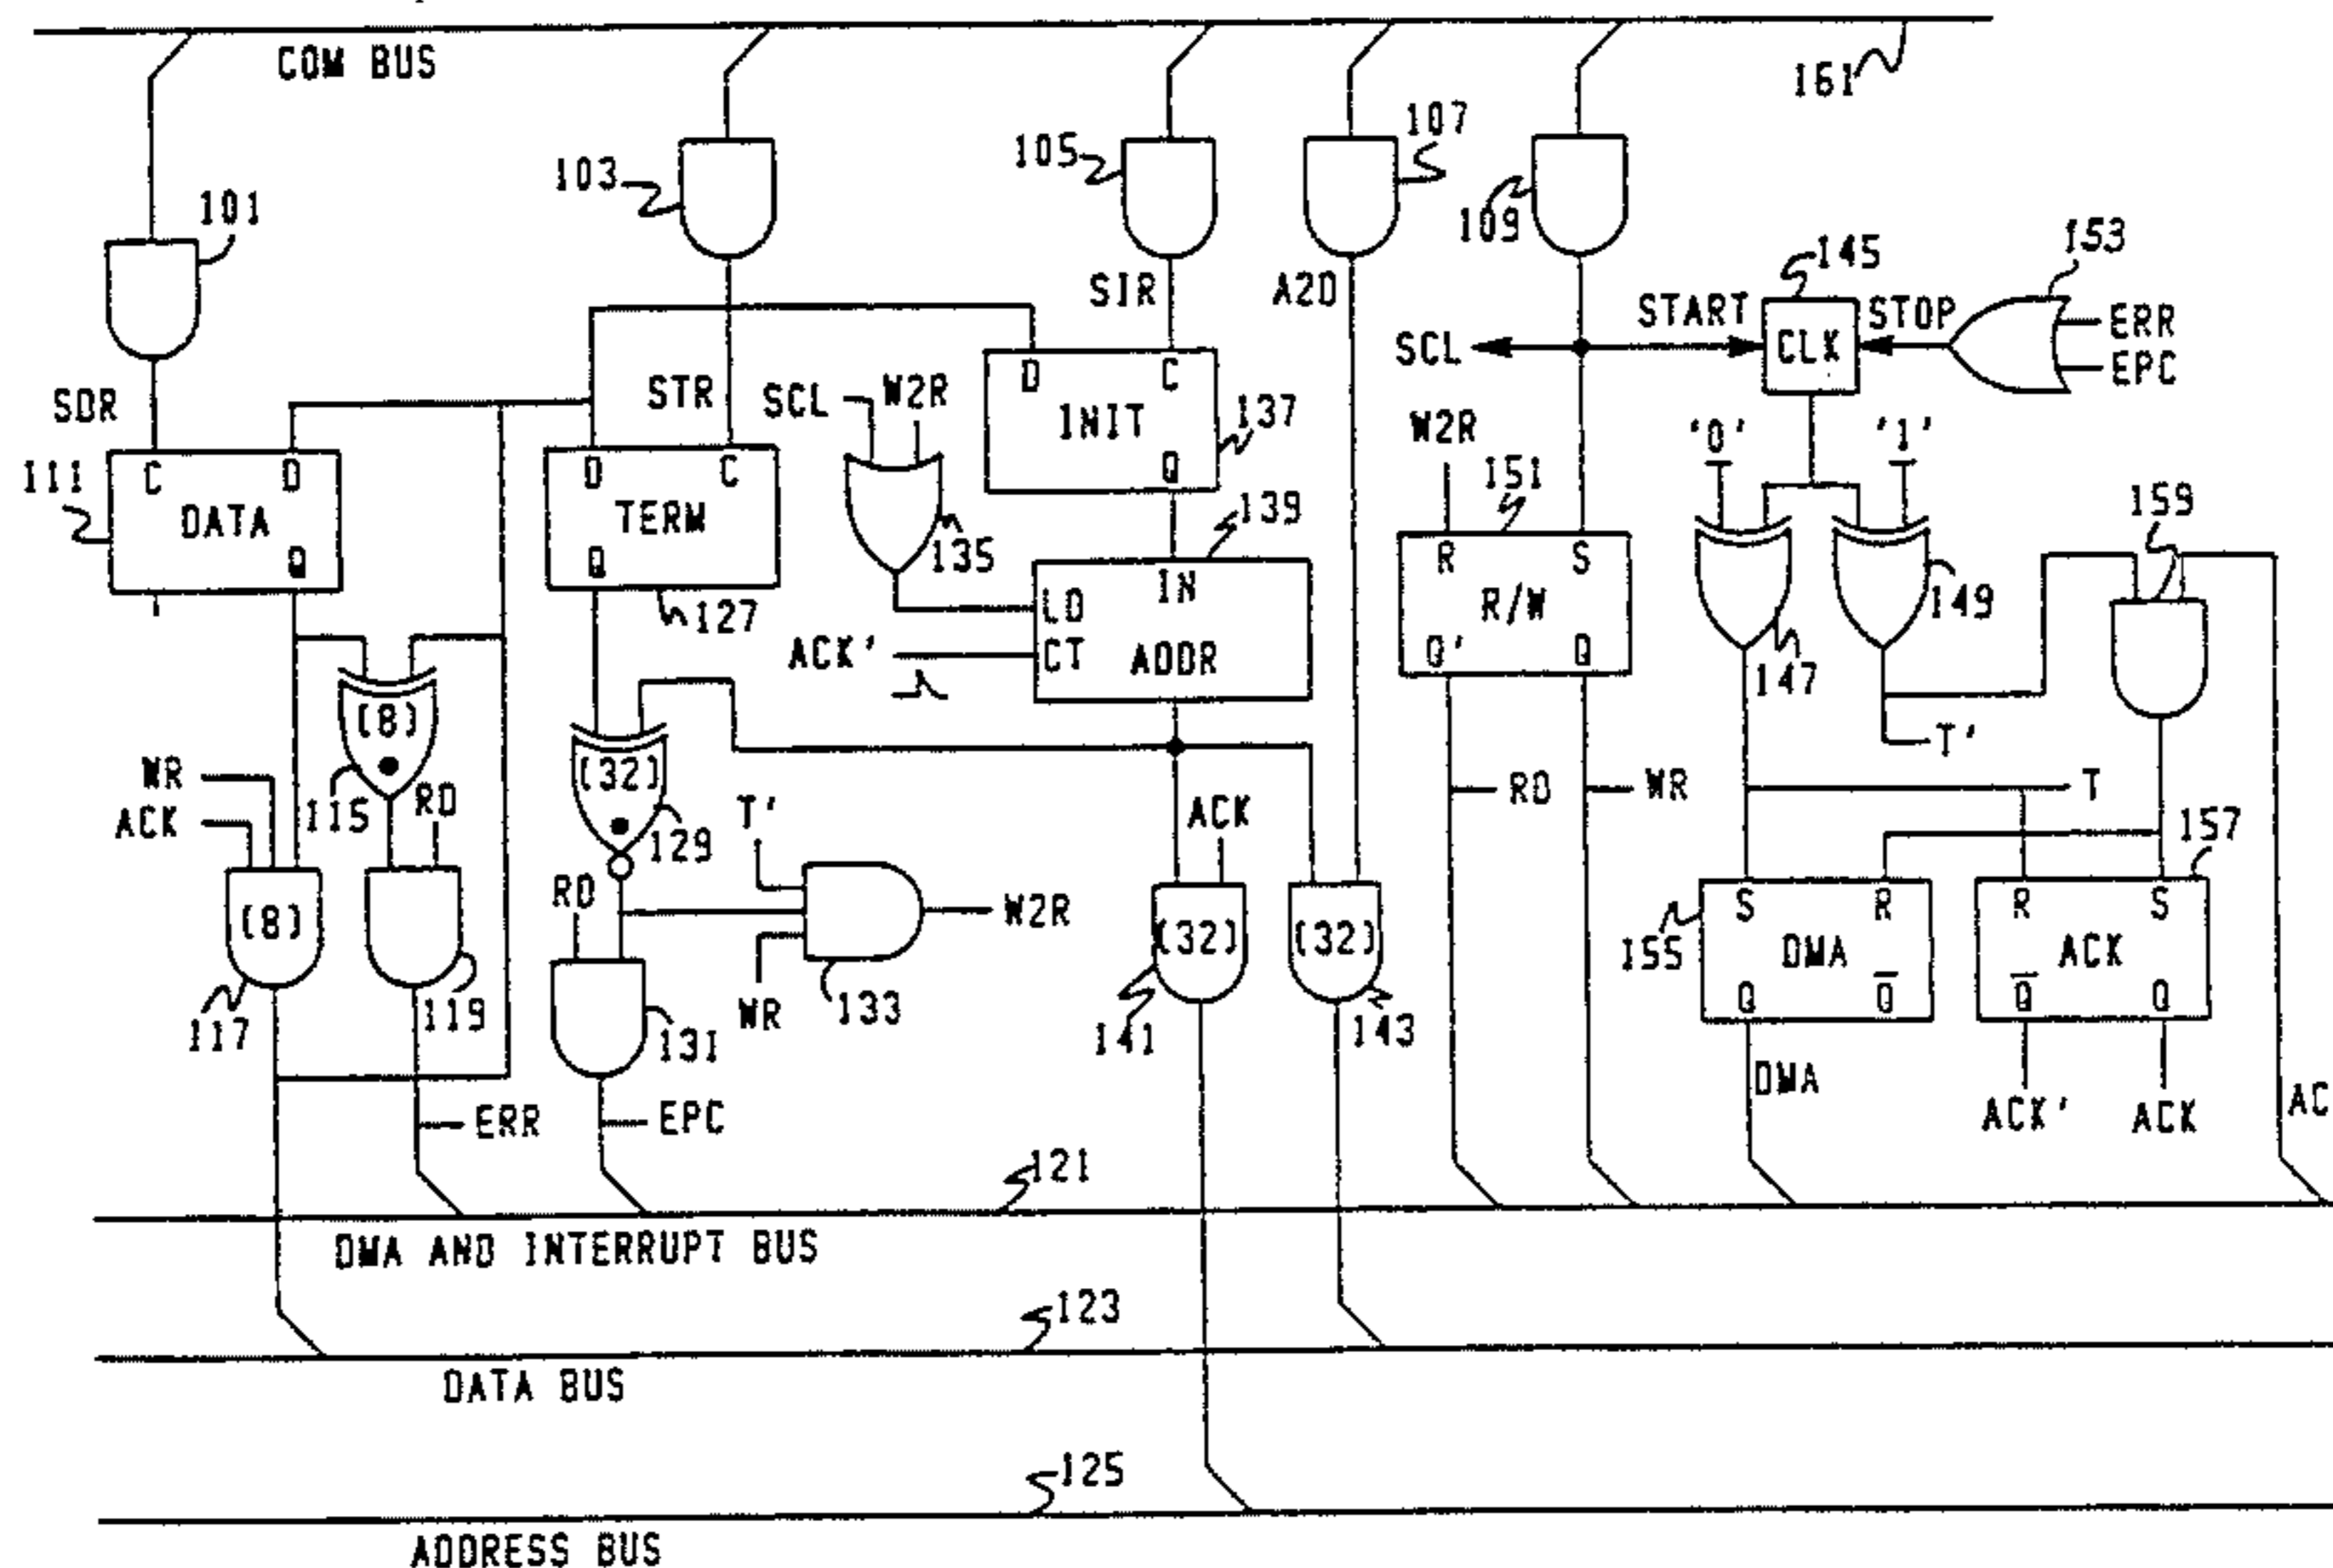 COM BUS
161
101
103
105
107
109
145
153
SDR
STR
SIR
A2D
SCL
START
CLK
STOP
ERR
EPC
SCL
W2R
W2R
'0'
'1'
111
C D
DATA
Q
D C
TERM
Q
127
D C
INIT
Q
137
135
139
LD IN
CT ADDR
ACK'
151
R S
R/W
Q' Q
147
149
159
T'
T
(8)
115
WR
ACK
RD
(8)
117
119
(32)
129
RD
T'
WR
W2R
131
133
ACK
(32)
141
(32)
143
RD
WR
155
S R
DMA
Q Q̅
157
R S
ACK
Q̅ Q
DMA
ACK'
ACK
AC
ERR
EPC
121
DMA AND INTERRUPT BUS
123
DATA BUS
125
ADDRESS BUS